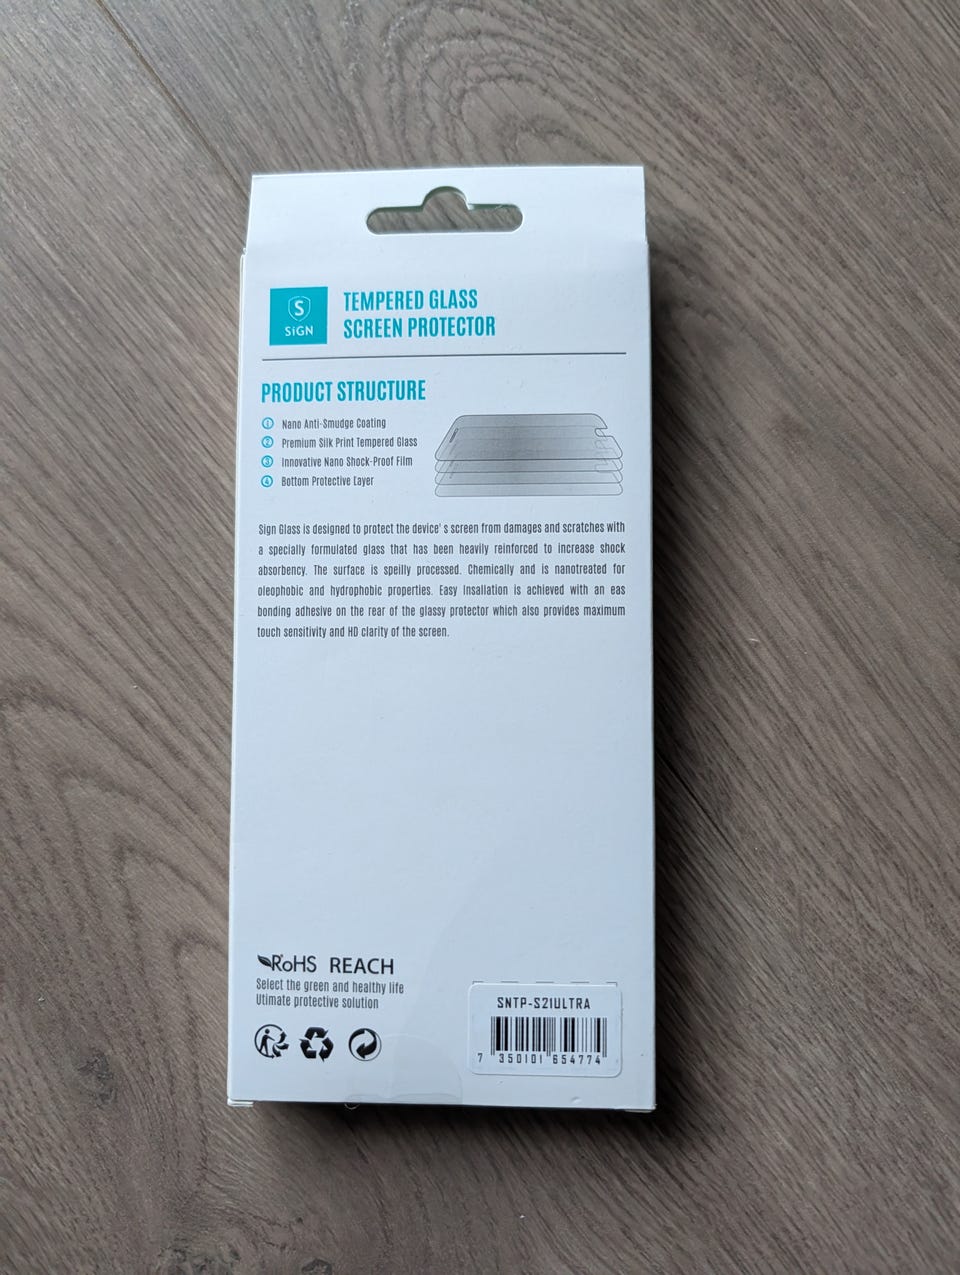 S
SiGN
TEMPERED GLASS
SCREEN PROTECTOR
PRODUCT STRUCTURE
1 Nano Anti-Smudge Coating
2 Premium Silk Print Tempered Glass
3 Innovative Nano Shock-Proof Film
4 Bottom Protective Layer
Sign Glass is designed to protect the device' s screen from damages and scratches with
a specially formulated glass that has been heavily reinforced to increase shock
absorbency. The surface is speilly processed. Chemically and is nanotreated for
oleophobic and hydrophobic properties. Easy Insallation is achieved with an eas
bonding adhesive on the rear of the glassy protector which also provides maximum
touch sensitivity and HD clarity of the screen.
RoHS REACH
Select the green and healthy life
Utimate protective solution
SNTP-S21ULTRA
7 350101 654774